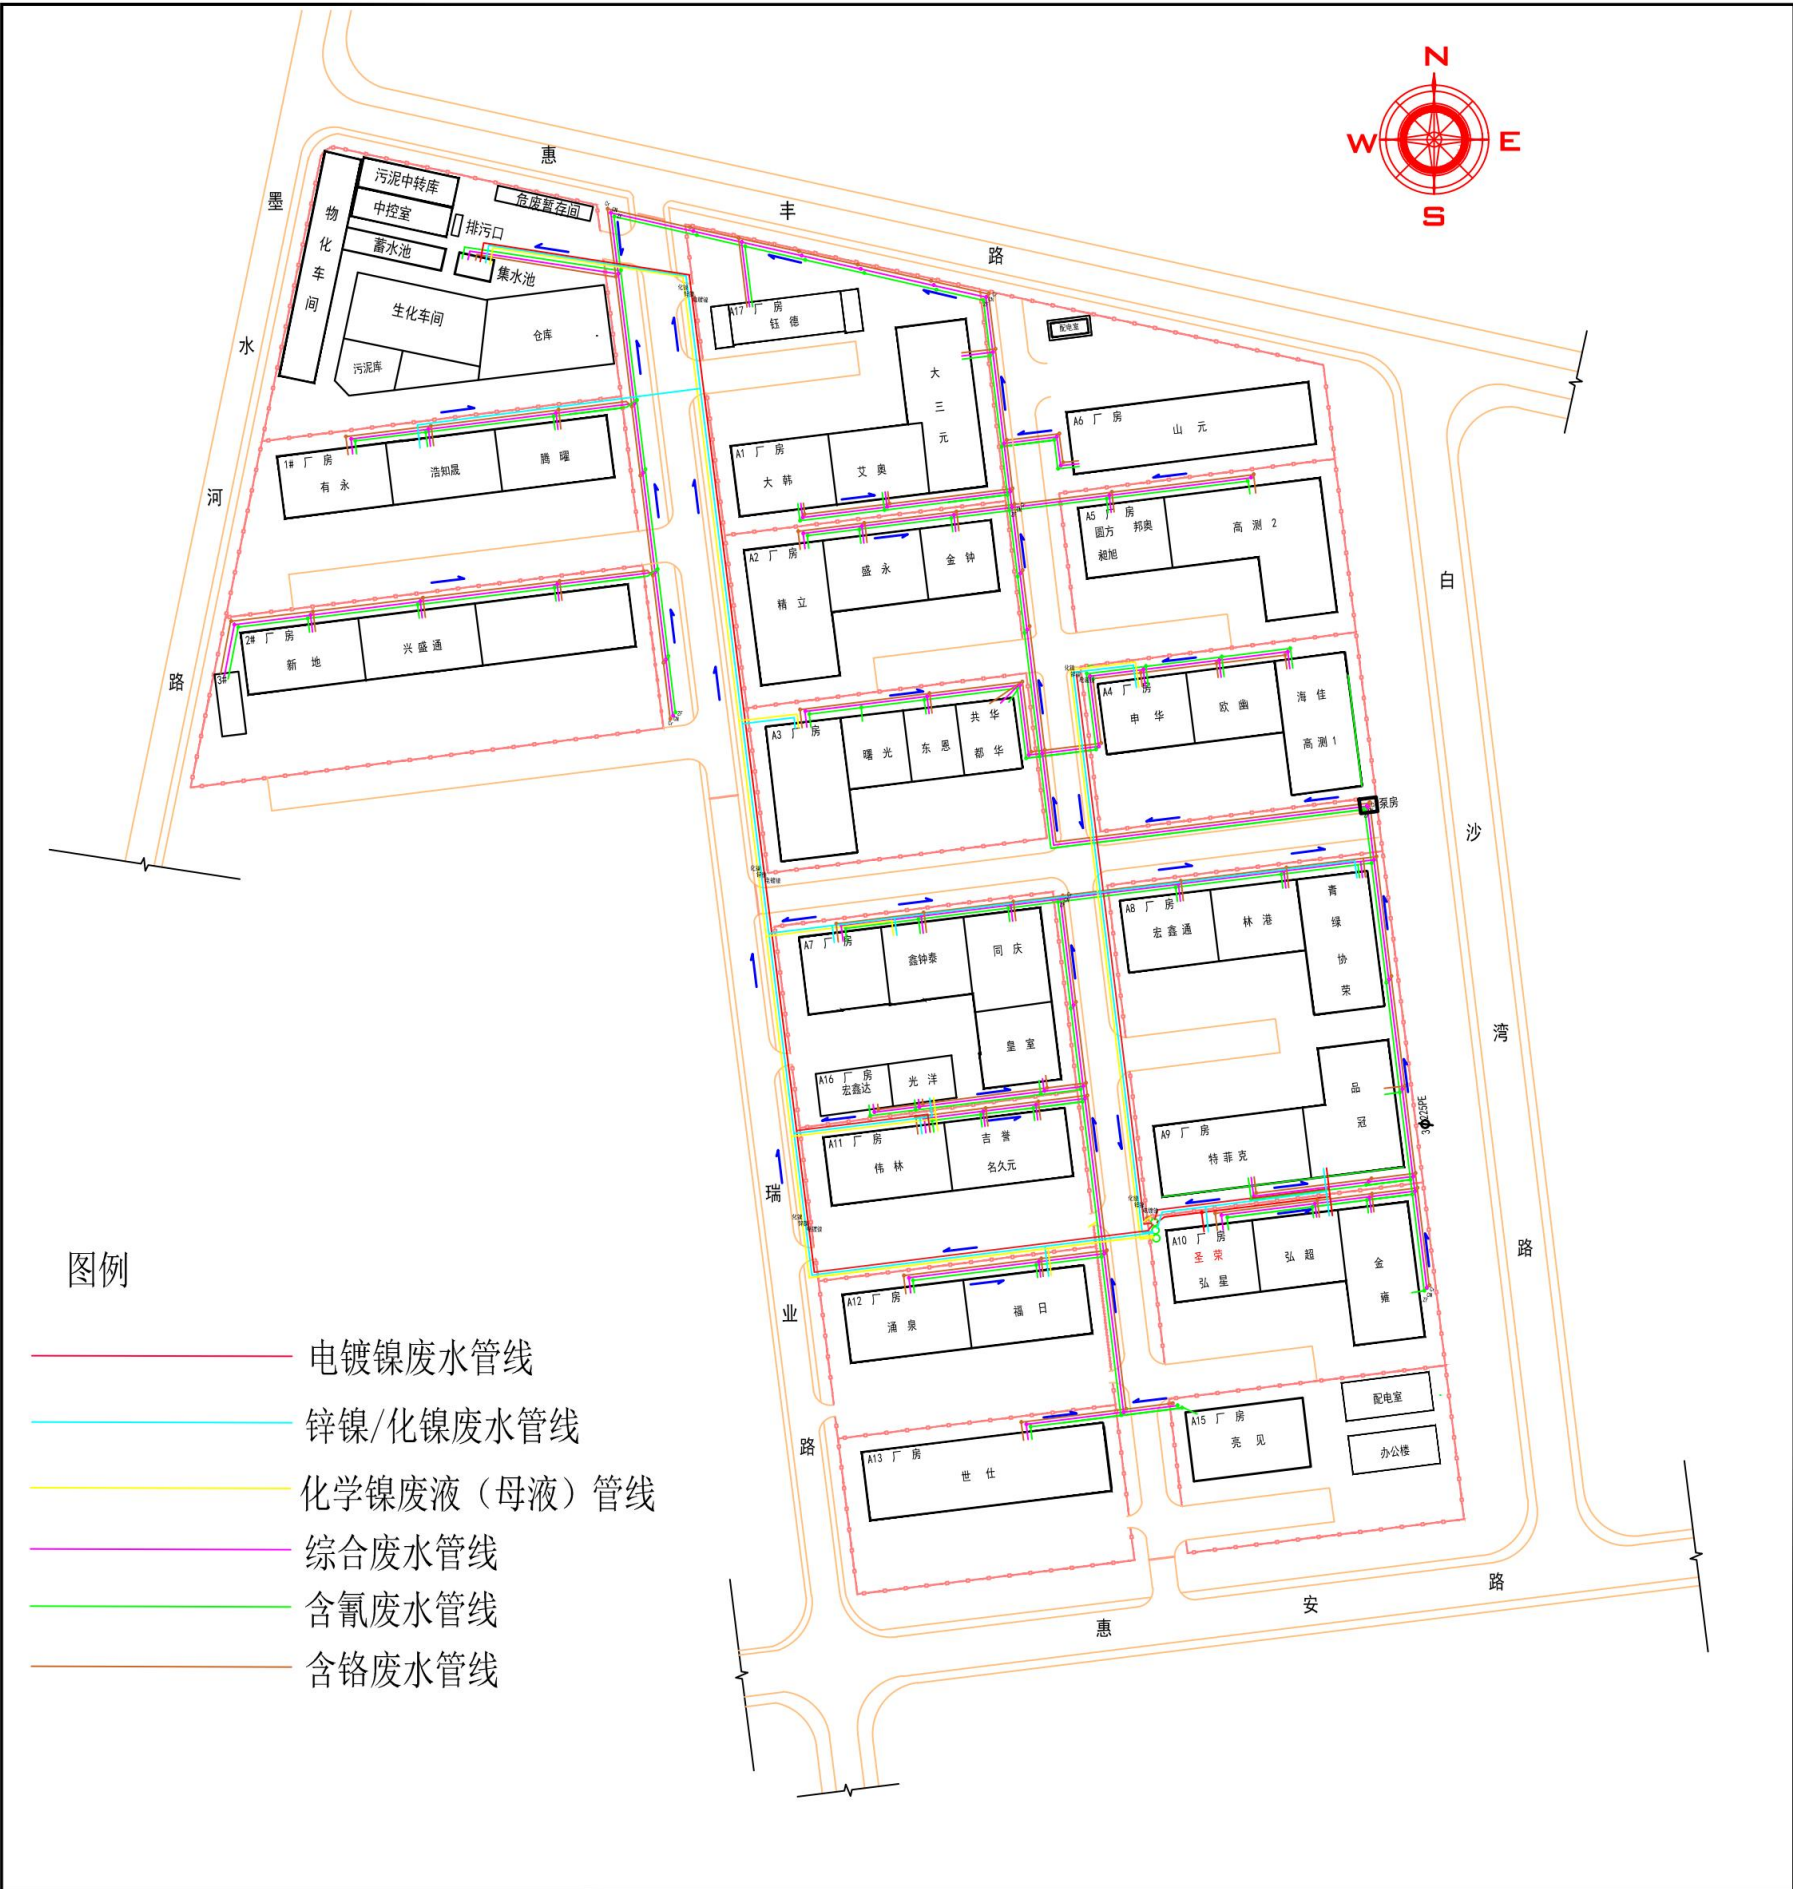 N
W E
S
惠丰路
墨水河路
白沙湾路
瑞业路
惠安路
物化车间
污泥中转库
中控室
蓄水池
排污口
危废暂存间
集水池
生化车间
仓库
污泥库
1# 厂 房
有 永
浩知晟
腾 曜
2# 厂 房
新 地
兴 盛 通
3#
A17 厂 房
钰 德
配电室
大三元
A1 厂 房
大 韩
艾 奥
A6 厂 房
山 元
A5 厂 房
圆方 邦奥
昶旭
高 测 2
A2 厂 房
精 立
盛 永
金 钟
A3 厂 房
曙 光
东 恩
共 华
都 华
A4 厂 房
申 华
欧 幽
海 佳
高 测 1
泵房
A7 厂 房
鑫钟泰
同 庆
皇 室
A8 厂 房
宏 鑫 通
林 港
青绿协荣
A16 厂 房
宏鑫达
光 洋
A11 厂 房
伟 林
吉 誉
名久元
A9 厂 房
特 菲 克
品冠
3ϕ225PE
A10 厂 房
圣 荣
弘 星
弘 超
金雍
A12 厂 房
涌 泉
福 日
A13 厂 房
世 仕
A15 厂 房
亮 见
配电室
办公楼
图例
电镀镍废水管线
锌镍/化镍废水管线
化学镍废液（母液）管线
综合废水管线
含氰废水管线
含铬废水管线